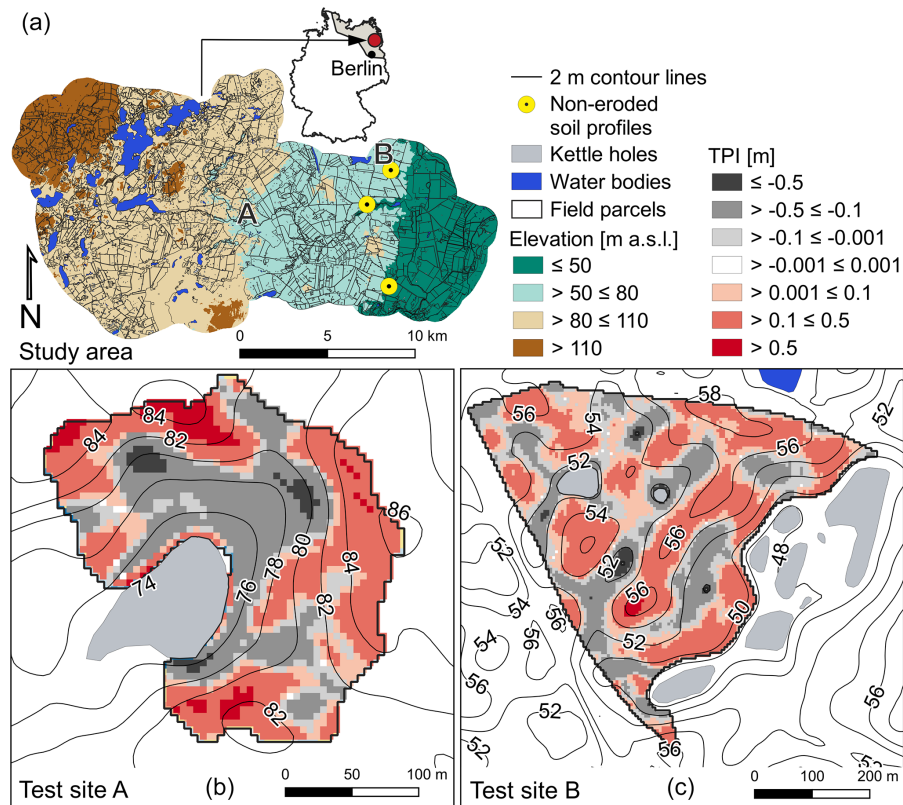 (a)
Berlin
B
A
N
Study area
0 5 10 km
2 m contour lines
Non-eroded
soil profiles
Kettle holes
Water bodies
Field parcels
Elevation [m a.s.l.]
≤ 50
> 50 ≤ 80
> 80 ≤ 110
> 110
TPI [m]
≤ -0.5
> -0.5 ≤ -0.1
> -0.1 ≤ -0.001
> -0.001 ≤ 0.001
> 0.001 ≤ 0.1
> 0.1 ≤ 0.5
> 0.5
84
84
82
86
80
84
78
76
74
82
82
Test site A
(b)
0 50 100 m
56
54
58
52
56
52
54
56
52
48
52
54
56
54
56
56
50
52
56
52
52
56
52
52
Test site B
(c)
0 100 200 m